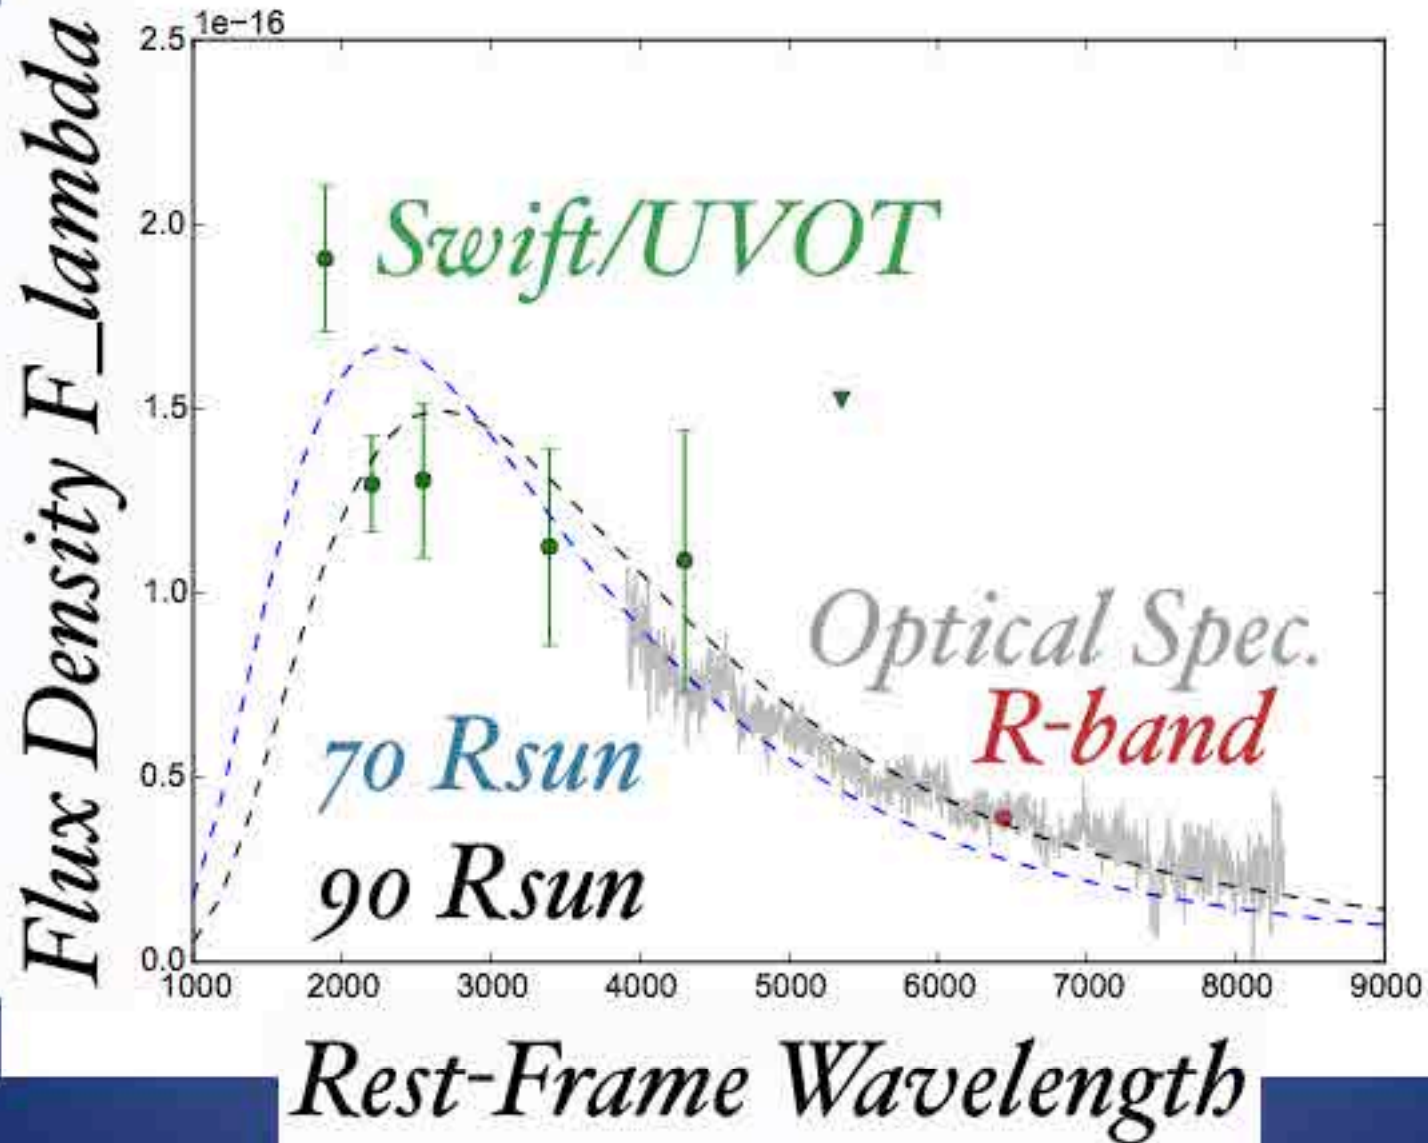 1e−16
2.5
2.0
1.5
1.0
0.5
0.0
Flux Density F_lambda
Swift/UVOT
Optical Spec.
R-band
70 Rsun
90 Rsun
1000 2000 3000 4000 5000 6000 7000 8000 9000
Rest-Frame Wavelength